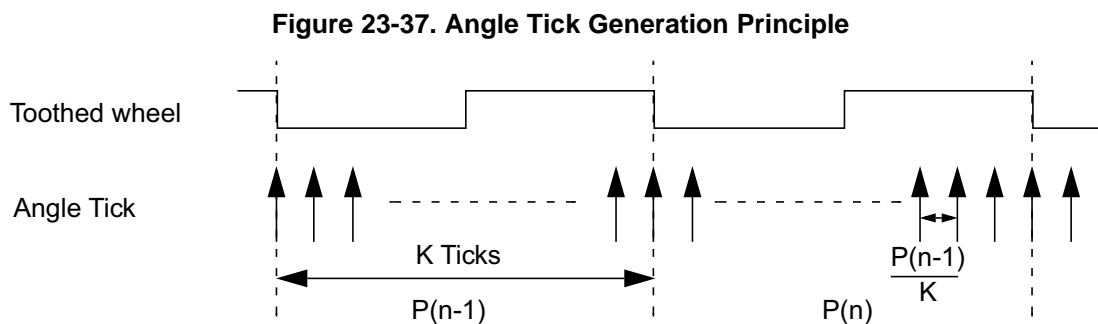 Figure 23-37. Angle Tick Generation Principle
Toothed wheel
Angle Tick
K Ticks
P(n-1)
K
P(n-1)
P(n)